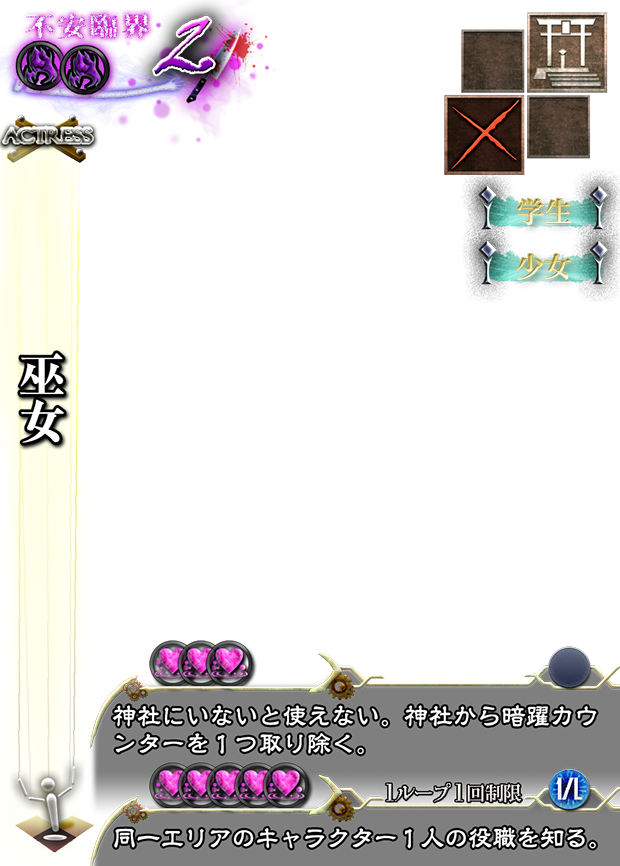 不安臨界
2
ACTRESS
学生
少女
巫女
神社にいないと使えない。神社から暗躍カウ
ンターを１つ取り除く。
1ループ1回制限
1/L
同一エリアのキャラクター１人の役職を知る。